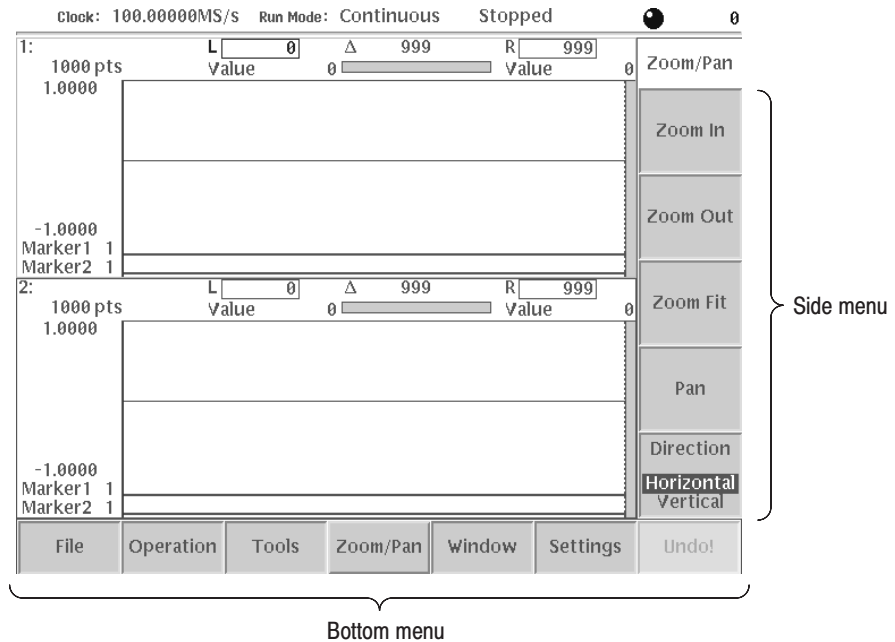 Clock: 100.00000MS/s Run Mode: Continuous Stopped 0
1: L 0 Δ 999 R 999
1000 pts Value 0 Value 0
1.0000
-1.0000
Marker1 1
Marker2 1
2: L 0 Δ 999 R 999
1000 pts Value 0 Value 0
1.0000
-1.0000
Marker1 1
Marker2 1
Zoom/Pan
Zoom In
Zoom Out
Zoom Fit
Pan
Direction
Horizontal
Vertical
Side menu
File Operation Tools Zoom/Pan Window Settings Undo!
Bottom menu